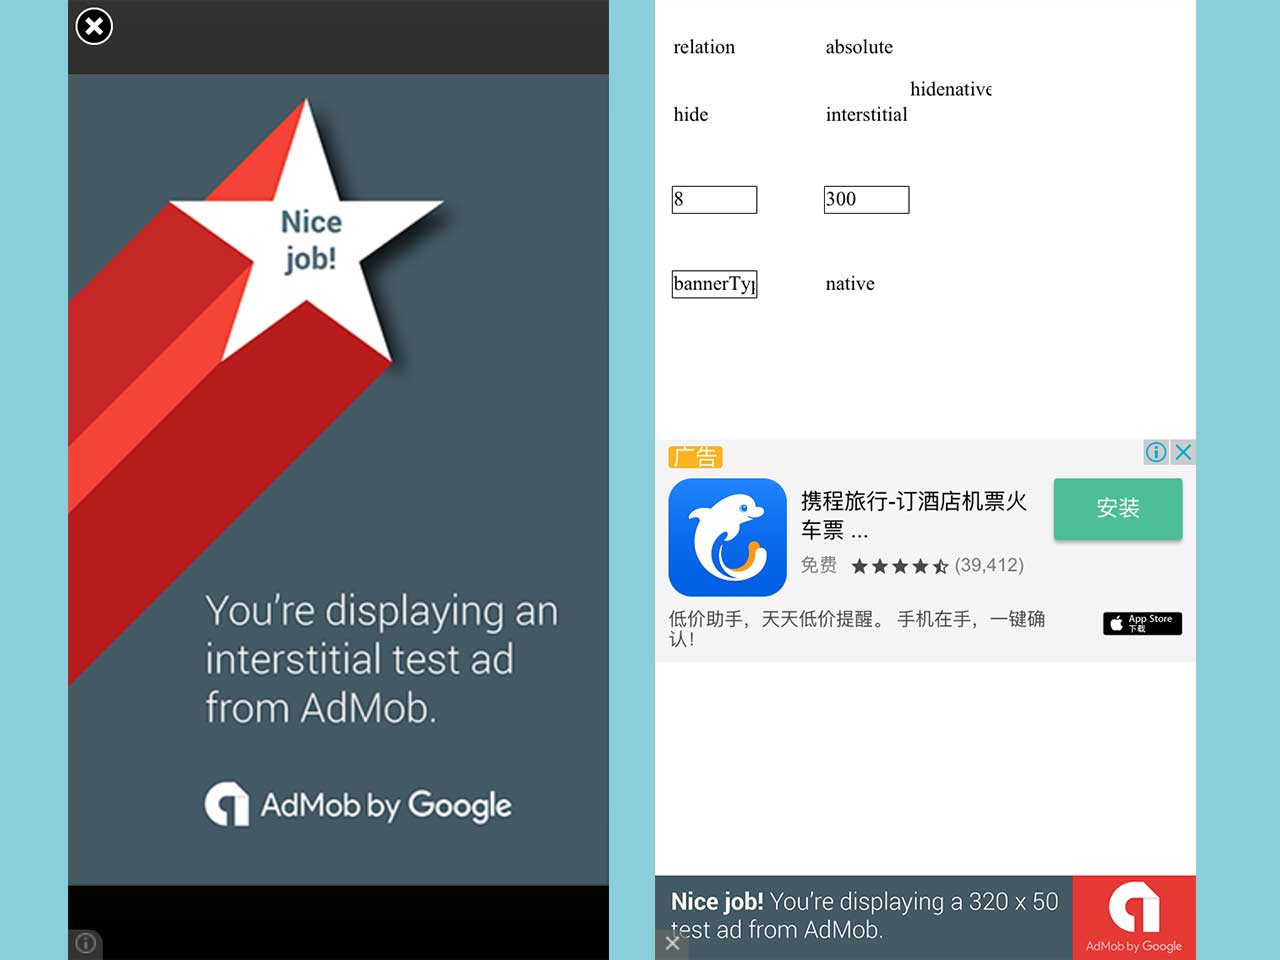 Nice
job!
You're displaying an
interstitial test ad
from AdMob.
AdMob by Google
relation
absolute
hidenative
hide
interstitial
8
300
bannerTyp
native
广告
携程旅行-订酒店机票火
车票 ...
安装
免费
(39,412)
低价助手，天天低价提醒。 手机在手，一键确
认！
App Store
下载
Nice job! You're displaying a 320 x 50
test ad from AdMob.
AdMob by Google